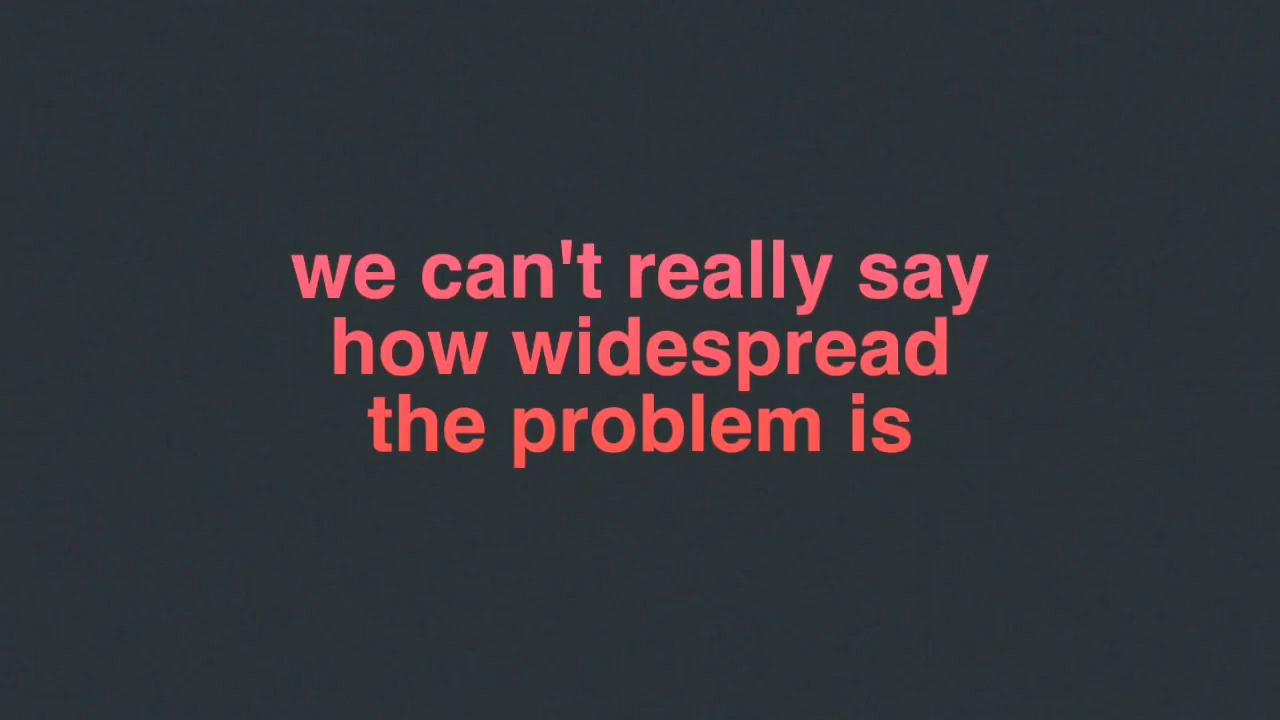 we can't really say
how widespread
the problem is